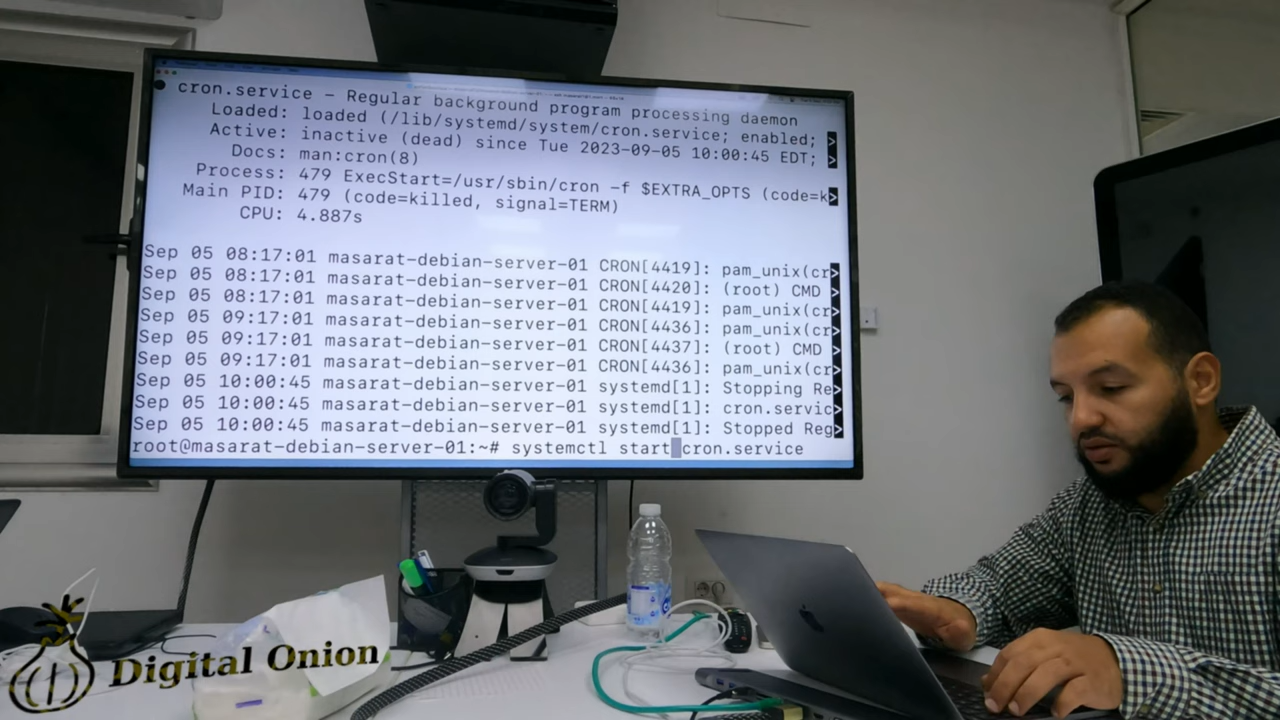 ● cron.service - Regular background program processing daemon
Loaded: loaded (/lib/systemd/system/cron.service; enabled; >
Active: inactive (dead) since Tue 2023-09-05 10:00:45 EDT; >
Docs: man:cron(8)
Process: 479 ExecStart=/usr/sbin/cron -f $EXTRA_OPTS (code=k>
Main PID: 479 (code=killed, signal=TERM)
CPU: 4.887s
Sep 05 08:17:01 masarat-debian-server-01 CRON[4419]: pam_unix(cr>
Sep 05 08:17:01 masarat-debian-server-01 CRON[4420]: (root) CMD >
Sep 05 08:17:01 masarat-debian-server-01 CRON[4419]: pam_unix(cr>
Sep 05 09:17:01 masarat-debian-server-01 CRON[4436]: pam_unix(cr>
Sep 05 09:17:01 masarat-debian-server-01 CRON[4437]: (root) CMD >
Sep 05 09:17:01 masarat-debian-server-01 CRON[4436]: pam_unix(cr>
Sep 05 10:00:45 masarat-debian-server-01 systemd[1]: Stopping Re>
Sep 05 10:00:45 masarat-debian-server-01 systemd[1]: cron.servic>
Sep 05 10:00:45 masarat-debian-server-01 systemd[1]: Stopped Reg>
root@masarat-debian-server-01:~# systemctl start cron.service
Digital Onion